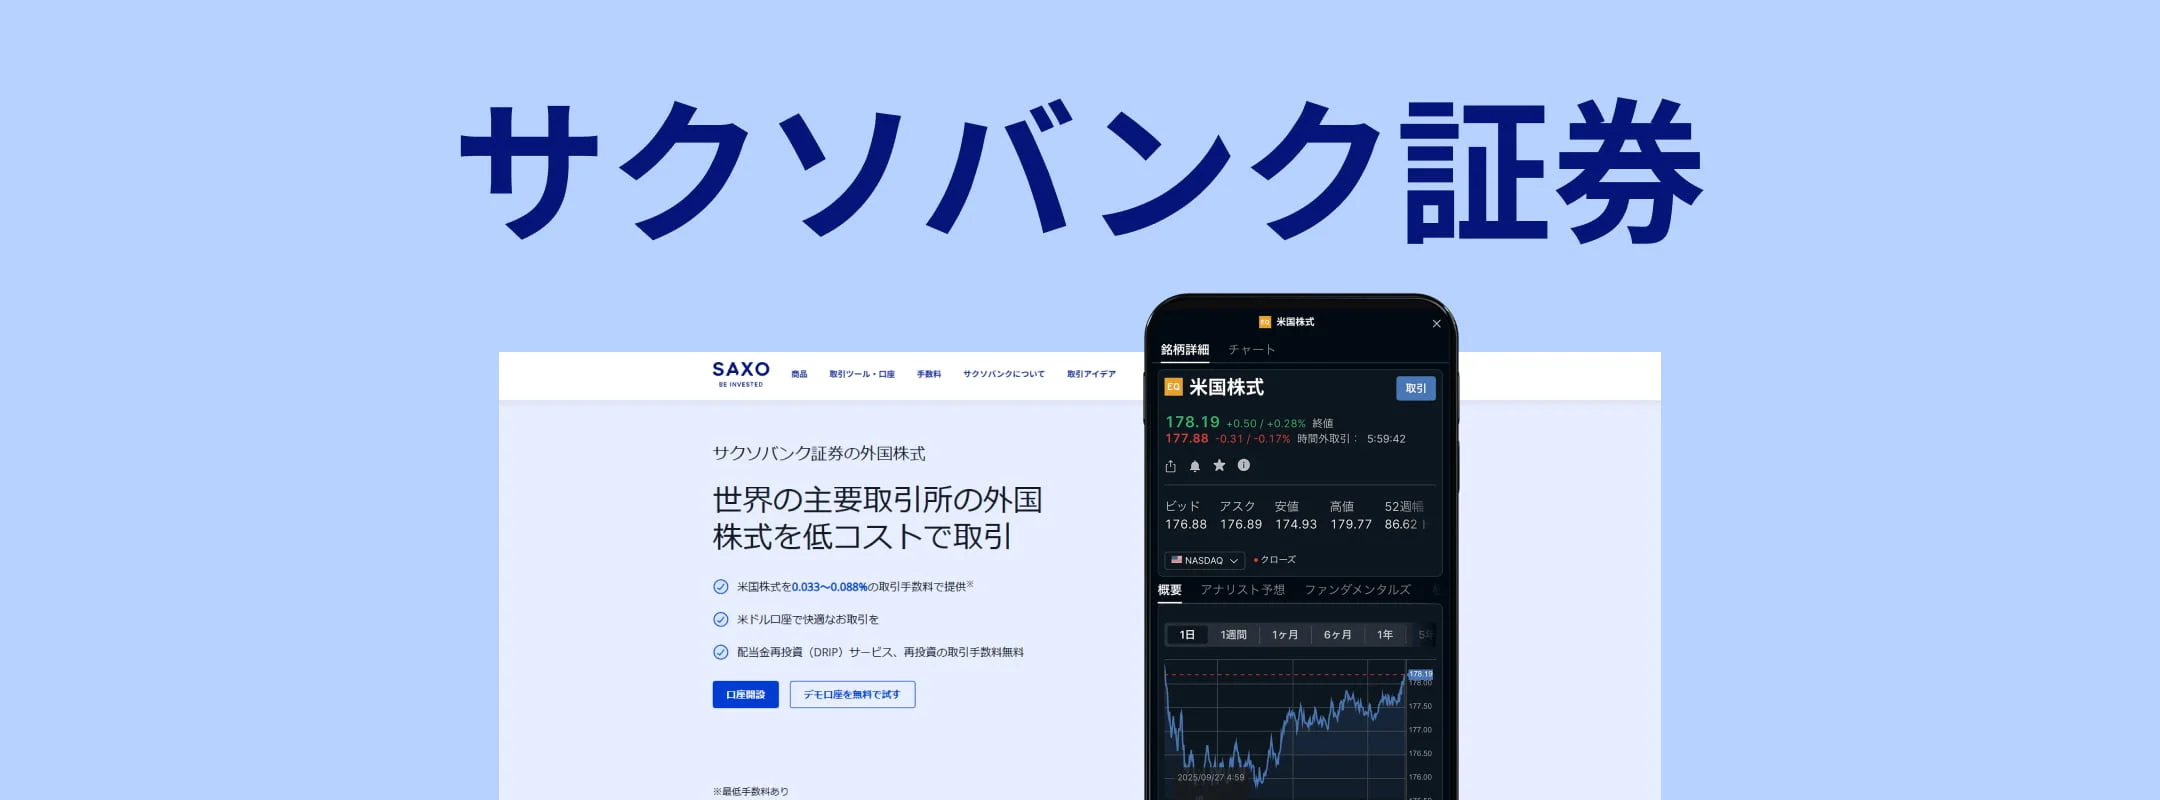 サクソバンク証券
SAXO
BE INVESTED
商品 取引ツール・口座 手数料 サクソバンクについて 取引アイデア
サクソバンク証券の外国株式
世界の主要取引所の外国
株式を低コストで取引
米国株式を0.033〜0.088%の取引手数料で提供※
米ドル口座で快適なお取引を
配当金再投資（DRIP）サービス、再投資の取引手数料無料
口座開設 デモ口座を無料で試す
※最低手数料あり
EQ 米国株式 ×
銘柄詳細 チャート
EQ 米国株式 取引
178.19 +0.50 / +0.28% 終値
177.88 -0.31 / -0.17% 時間外取引： 5:59:42
ビッド アスク 安値 高値 52週幅
176.88 176.89 174.93 179.77 86.62
NASDAQ クローズ
概要 アナリスト予想 ファンダメンタルズ
1日 1週間 1ヶ月 6ヶ月 1年 5年
178.19
178.00
177.50
177.00
176.50
176.00
2025/09/27 4:59